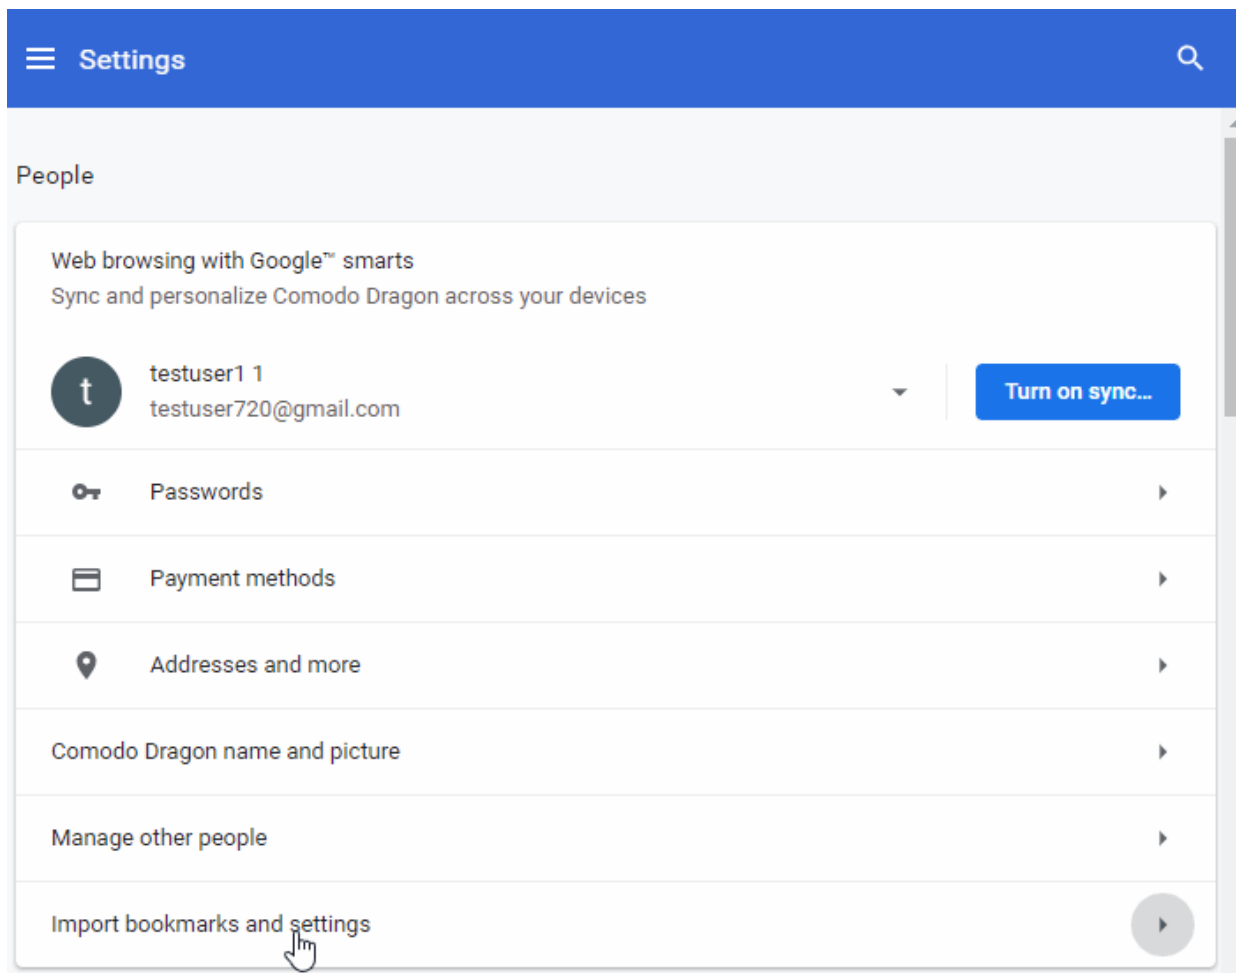 Settings
People
Web browsing with Google™ smarts
Sync and personalize Comodo Dragon across your devices
t
testuser1 1
testuser720@gmail.com
Turn on sync...
Passwords
Payment methods
Addresses and more
Comodo Dragon name and picture
Manage other people
Import bookmarks and settings